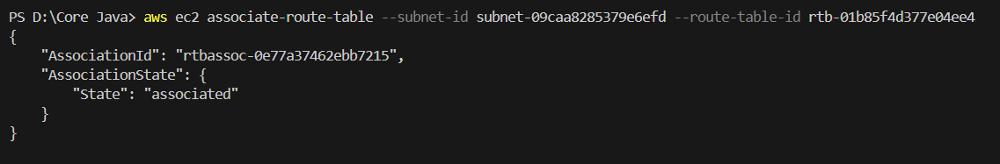 PS D:\Core Java> aws ec2 associate-route-table --subnet-id subnet-09caa8285379e6efd --route-table-id rtb-01b85f4d377e04ee4
{
    "AssociationId": "rtbassoc-0e77a37462ebb7215",
    "AssociationState": {
        "State": "associated"
    }
}